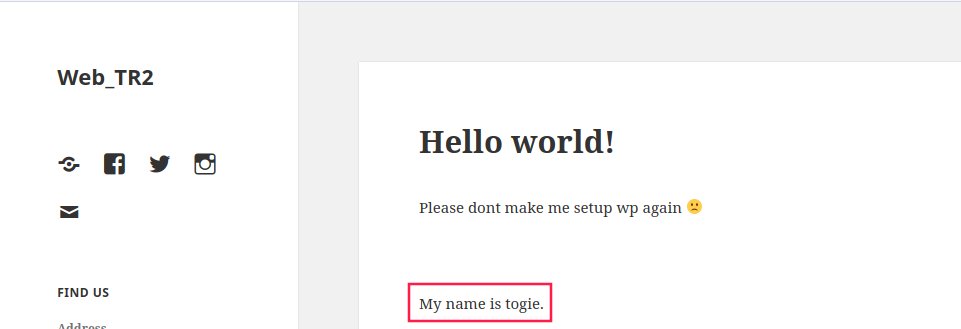 Web_TR2
Hello world!
Please dont make me setup wp again 🙁
FIND US
My name is togie.
Address